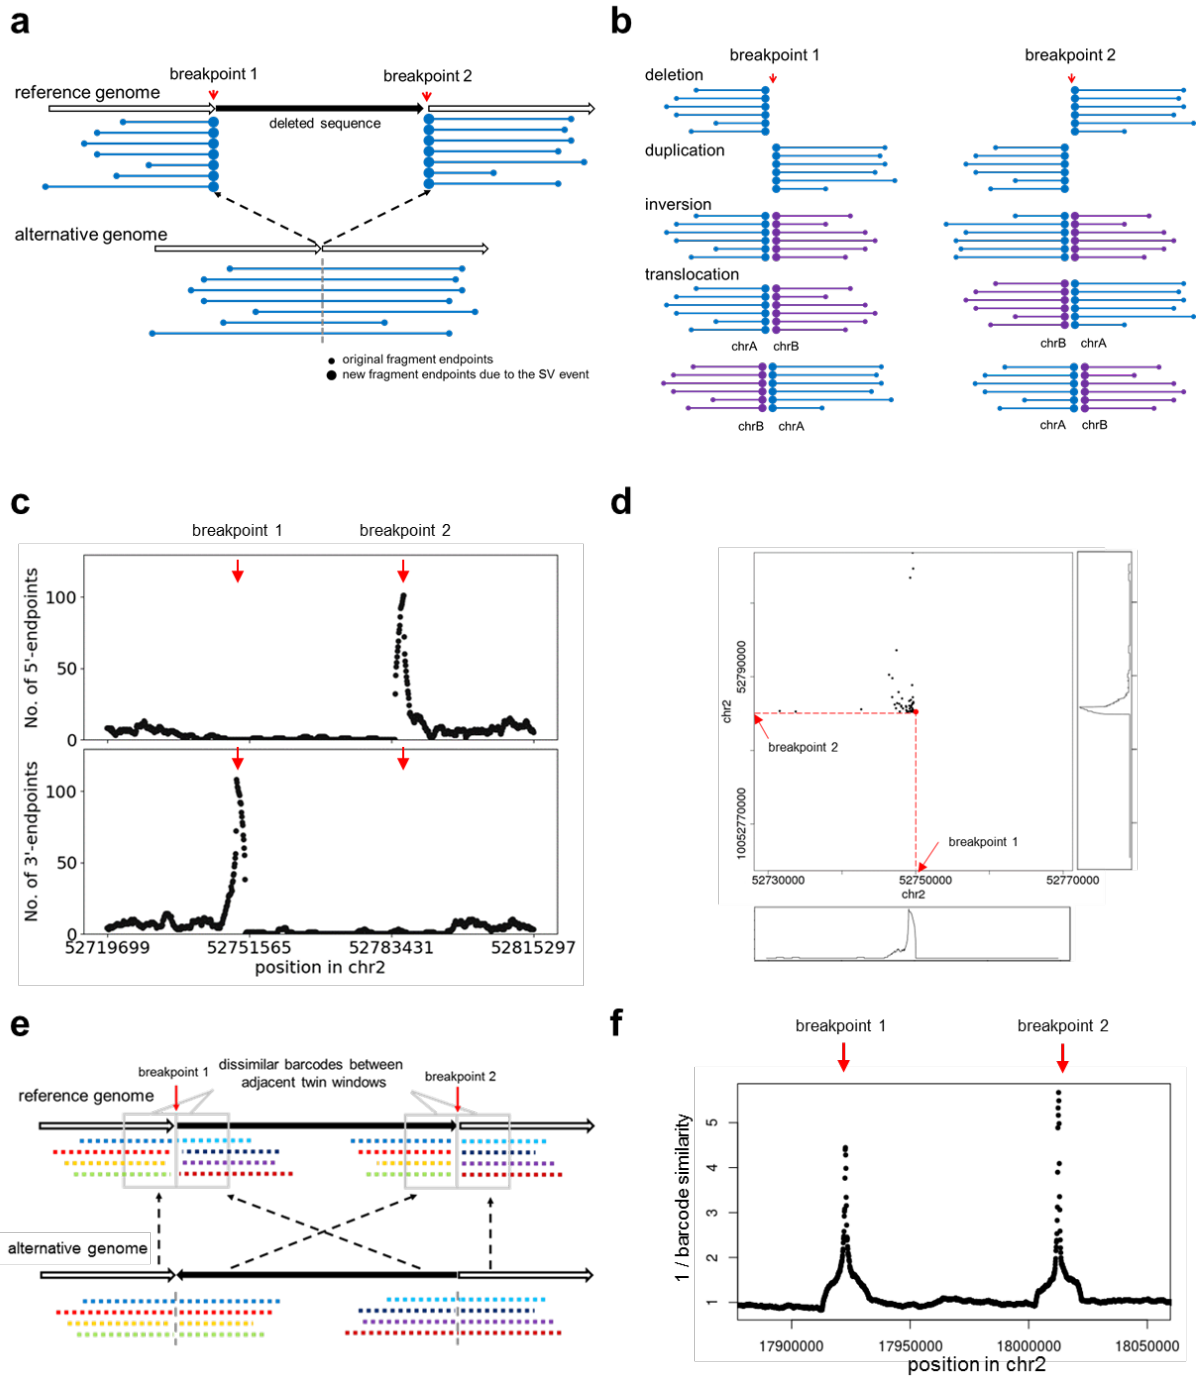 a
breakpoint 1
breakpoint 2
reference genome
deleted sequence
alternative genome
original fragment endpoints
new fragment endpoints due to the SV event
b
breakpoint 1
breakpoint 2
deletion
duplication
inversion
translocation
chrA chrB
chrB chrA
chrB chrA
chrA chrB
c
breakpoint 1
breakpoint 2
No. of 5'-endpoints
100
50
0
No. of 3'-endpoints
100
50
0
52719699 52751565 52783431 52815297
position in chr2
d
chr2
52790000
10052770000
breakpoint 2
breakpoint 1
52730000 52750000 52770000
chr2
e
breakpoint 1
dissimilar barcodes between
adjacent twin windows
breakpoint 2
reference genome
alternative genome
f
breakpoint 1
breakpoint 2
1 / barcode similarity
5
4
3
2
1
17900000 17950000 18000000 18050000
position in chr2